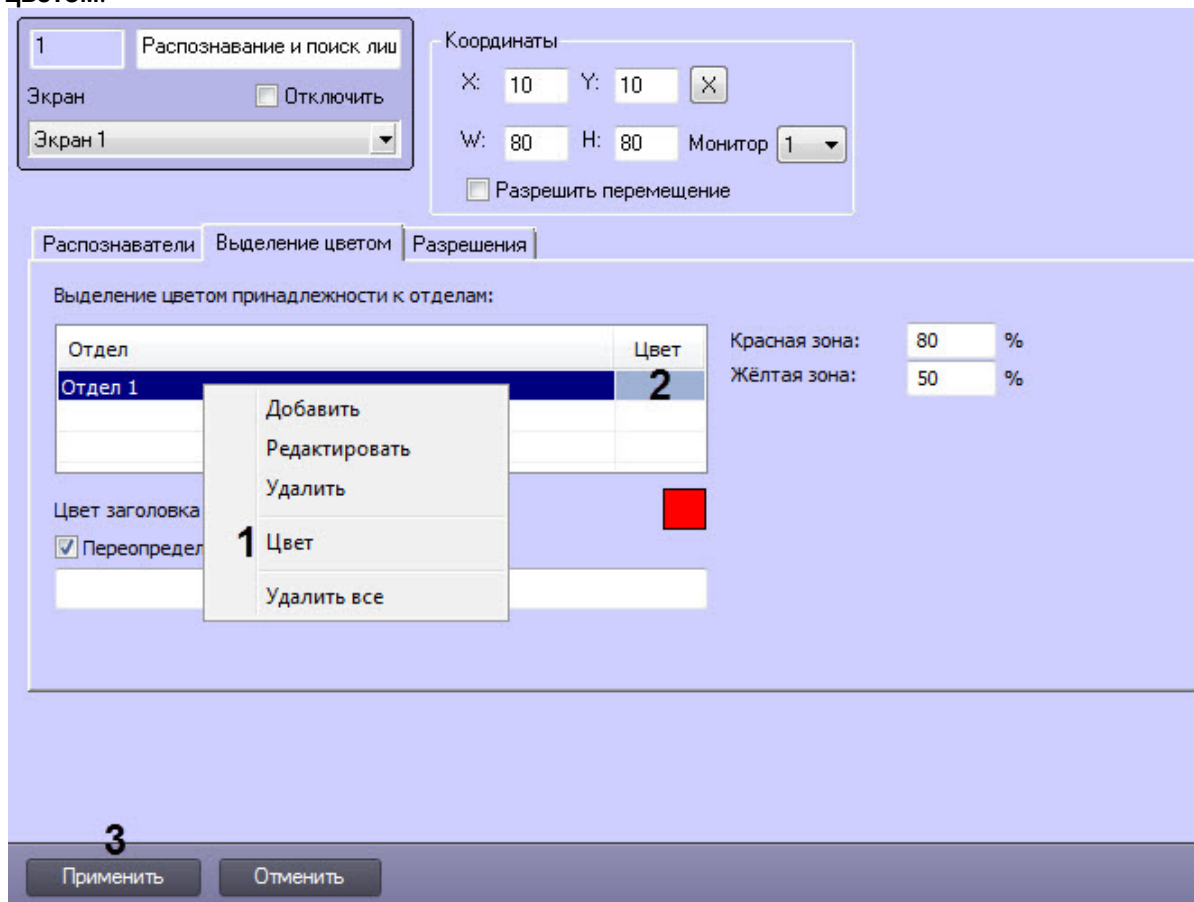 цветом.
1 Распознавание и поиск лиц
Экран Отключить
Экран 1
Координаты
X: 10 Y: 10 X
W: 80 H: 80 Монитор 1
Разрешить перемещение
Распознаватели Выделение цветом Разрешения
Выделение цветом принадлежности к отделам:
Отдел Цвет
Отдел 1 2
Красная зона: 80 %
Жёлтая зона: 50 %
Добавить
Редактировать
Удалить
1 Цвет
Удалить все
Цвет заголовка
Переопредел
3
Применить Отменить